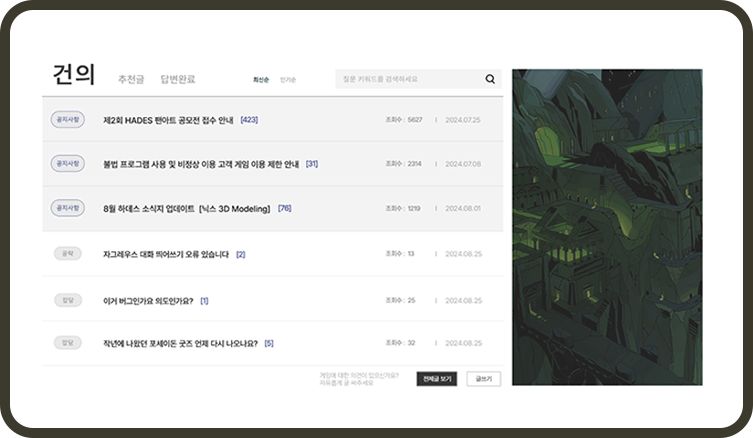 건의 추천글 답변완료 최신순 인기순 질문 키워드를 검색하세요
공지사항 제2회 HADES 팬아트 공모전 접수 안내 [423] 조회수 : 5627 | 2024.07.25
공지사항 불법 프로그램 사용 및 비정상 이용 고객 게임 이용 제한 안내 [31] 조회수 : 2314 | 2024.07.08
공지사항 8월 하데스 소식지 업데이트 [닉스 3D Modeling] [76] 조회수 : 1219 | 2024.08.01
공략 자그레우스 대화 띄어쓰기 오류 있습니다 [2] 조회수 : 13 | 2024.08.25
잡담 이거 버그인가요 의도인가요? [1] 조회수 : 25 | 2024.08.25
잡담 작년에 나왔던 포세이돈 굿즈 언제 다시 나오나요? [5] 조회수 : 32 | 2024.08.25
게임에 대한 의견이 있으신가요?
자유롭게 글 써주세요
전체글 보기 글쓰기